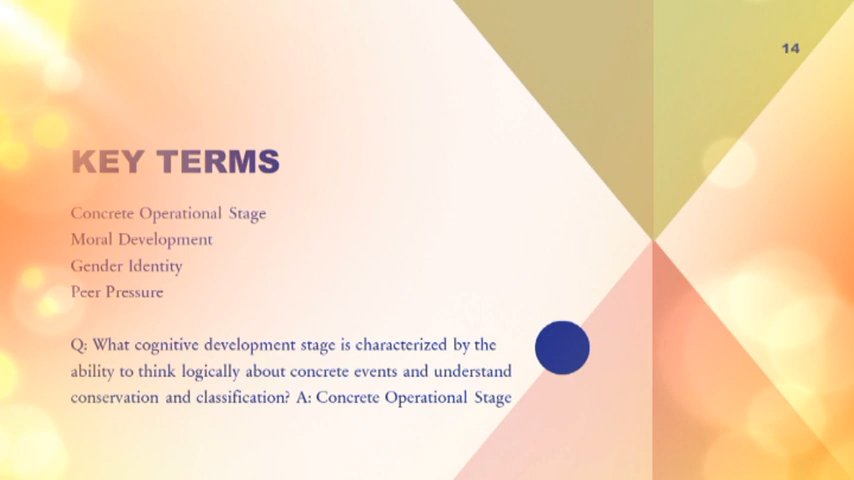 14
KEY TERMS
Concrete Operational Stage
Moral Development
Gender Identity
Peer Pressure
Q: What cognitive development stage is characterized by the
ability to think logically about concrete events and understand
conservation and classification? A: Concrete Operational Stage